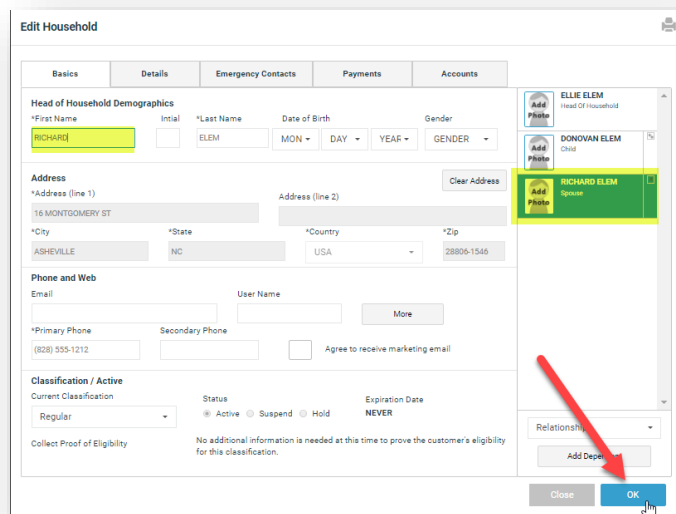 Edit Household
Basics Details Emergency Contacts Payments Accounts
Head of Household Demographics
*First Name Intial *Last Name Date of Birth Gender
RICHARD ELEM MON DAY YEAR GENDER
Address Clear Address
*Address (line 1) Address (line 2)
16 MONTGOMERY ST
*City *State *Country *Zip
ASHEVILLE NC USA 28806-1546
Phone and Web
Email User Name
More
*Primary Phone Secondary Phone
(828) 555-1212 Agree to receive marketing email
Classification / Active
Current Classification Status Expiration Date
Regular Active Suspend Hold NEVER
Collect Proof of Eligibility No additional information is needed at this time to prove the customer's eligibility
for this classification.
Add Photo
ELLIE ELEM
Head Of Household
Add Photo
DONOVAN ELEM
Child
Add Photo
RICHARD ELEM
Spouse
Add
Close OK